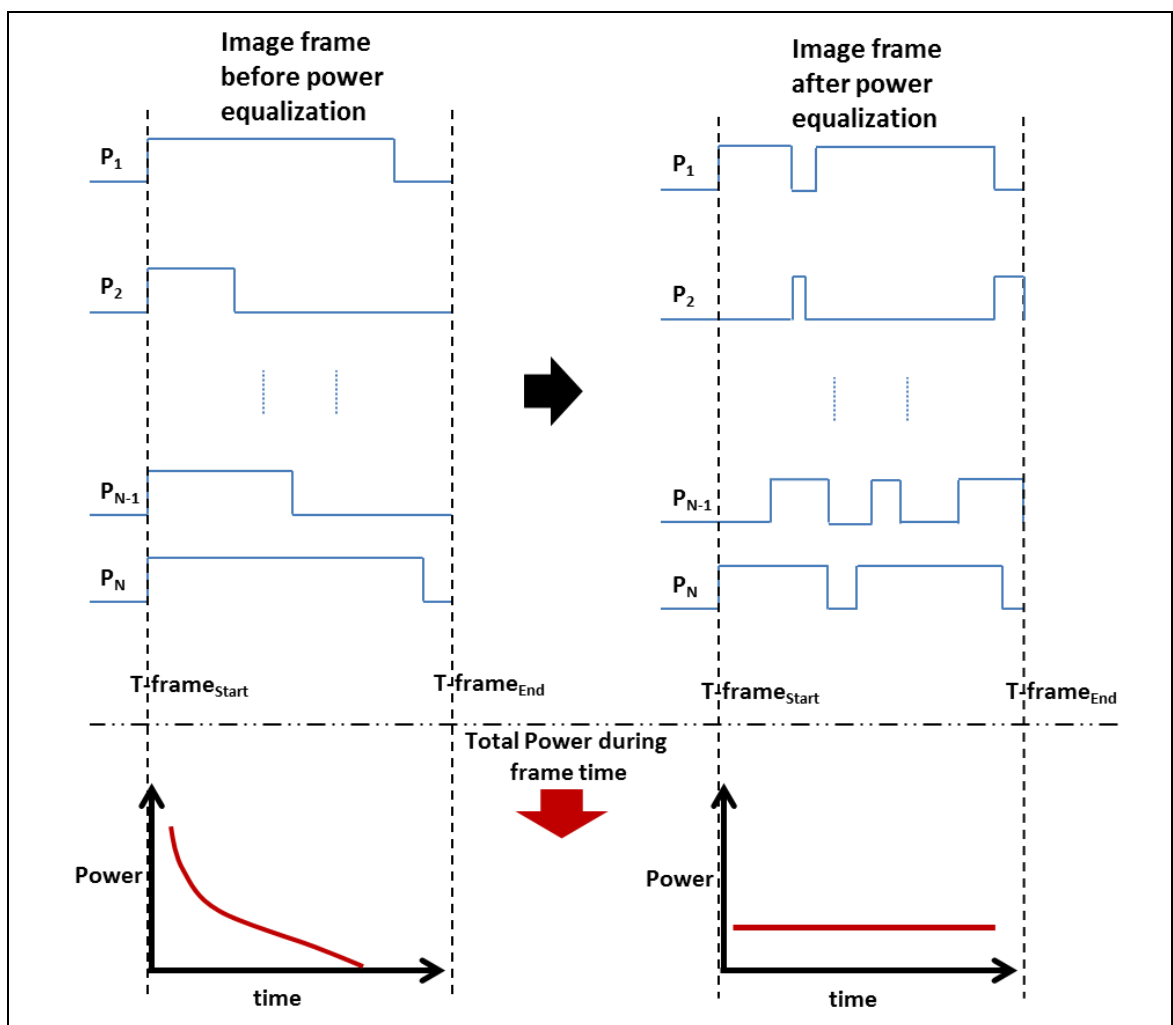 Image frame
before power
equalization
P1
P2
PN-1
PN
T-frameStart
T-frameEnd
Image frame
after power
equalization
P1
P2
PN-1
PN
T-frameStart
T-frameEnd
Total Power during
frame time
Power
time
Power
time